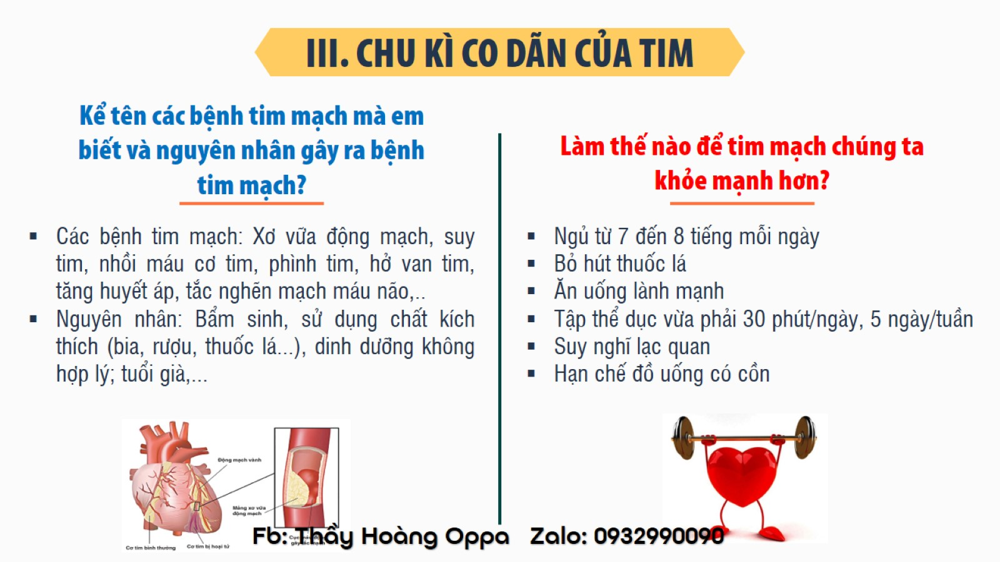 III. CHU KÌ CO DÃN CỦA TIM
Kể tên các bệnh tim mạch mà em
biết và nguyên nhân gây ra bệnh
tim mạch?
▪ Các bệnh tim mạch: Xơ vữa động mạch, suy
tim, nhồi máu cơ tim, phình tim, hở van tim,
tăng huyết áp, tắc nghẽn mạch máu não,..
▪ Nguyên nhân: Bẩm sinh, sử dụng chất kích
thích (bia, rượu, thuốc lá...), dinh dưỡng không
hợp lý; tuổi già,...
Động mạch vành
Mảng xơ vữa
động mạch
Cơ tim bình thường
Cơ tim bị hoại tử
Làm thế nào để tim mạch chúng ta
khỏe mạnh hơn?
▪ Ngủ từ 7 đến 8 tiếng mỗi ngày
▪ Bỏ hút thuốc lá
▪ Ăn uống lành mạnh
▪ Tập thể dục vừa phải 30 phút/ngày, 5 ngày/tuần
▪ Suy nghĩ lạc quan
▪ Hạn chế đồ uống có cồn
Fb: Thầy Hoàng Oppa Zalo: 0932990090